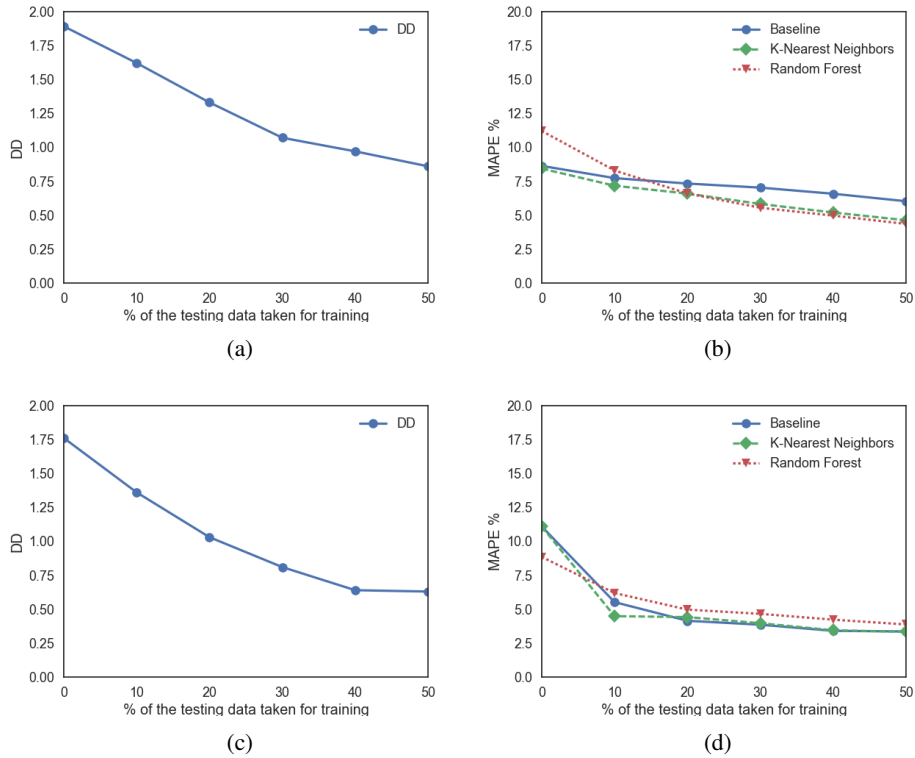 2.00
1.75
1.50
1.25
1.00
0.75
0.50
0.25
0.00
DD
DD
0 10 20 30 40 50
% of the testing data taken for training
(a)
20.0
17.5
15.0
12.5
10.0
7.5
5.0
2.5
0.0
MAPE %
Baseline
K-Nearest Neighbors
Random Forest
0 10 20 30 40 50
% of the testing data taken for training
(b)
2.00
1.75
1.50
1.25
1.00
0.75
0.50
0.25
0.00
DD
DD
0 10 20 30 40 50
% of the testing data taken for training
(c)
20.0
17.5
15.0
12.5
10.0
7.5
5.0
2.5
0.0
MAPE %
Baseline
K-Nearest Neighbors
Random Forest
0 10 20 30 40 50
% of the testing data taken for training
(d)